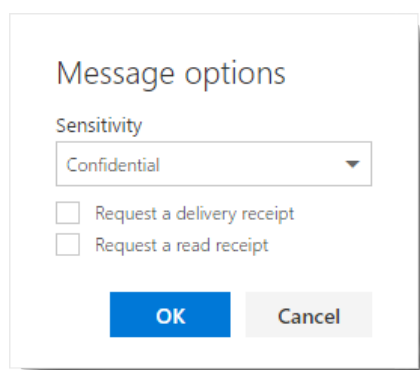 Message options
Sensitivity
Confidential
Request a delivery receipt
Request a read receipt
OK Cancel